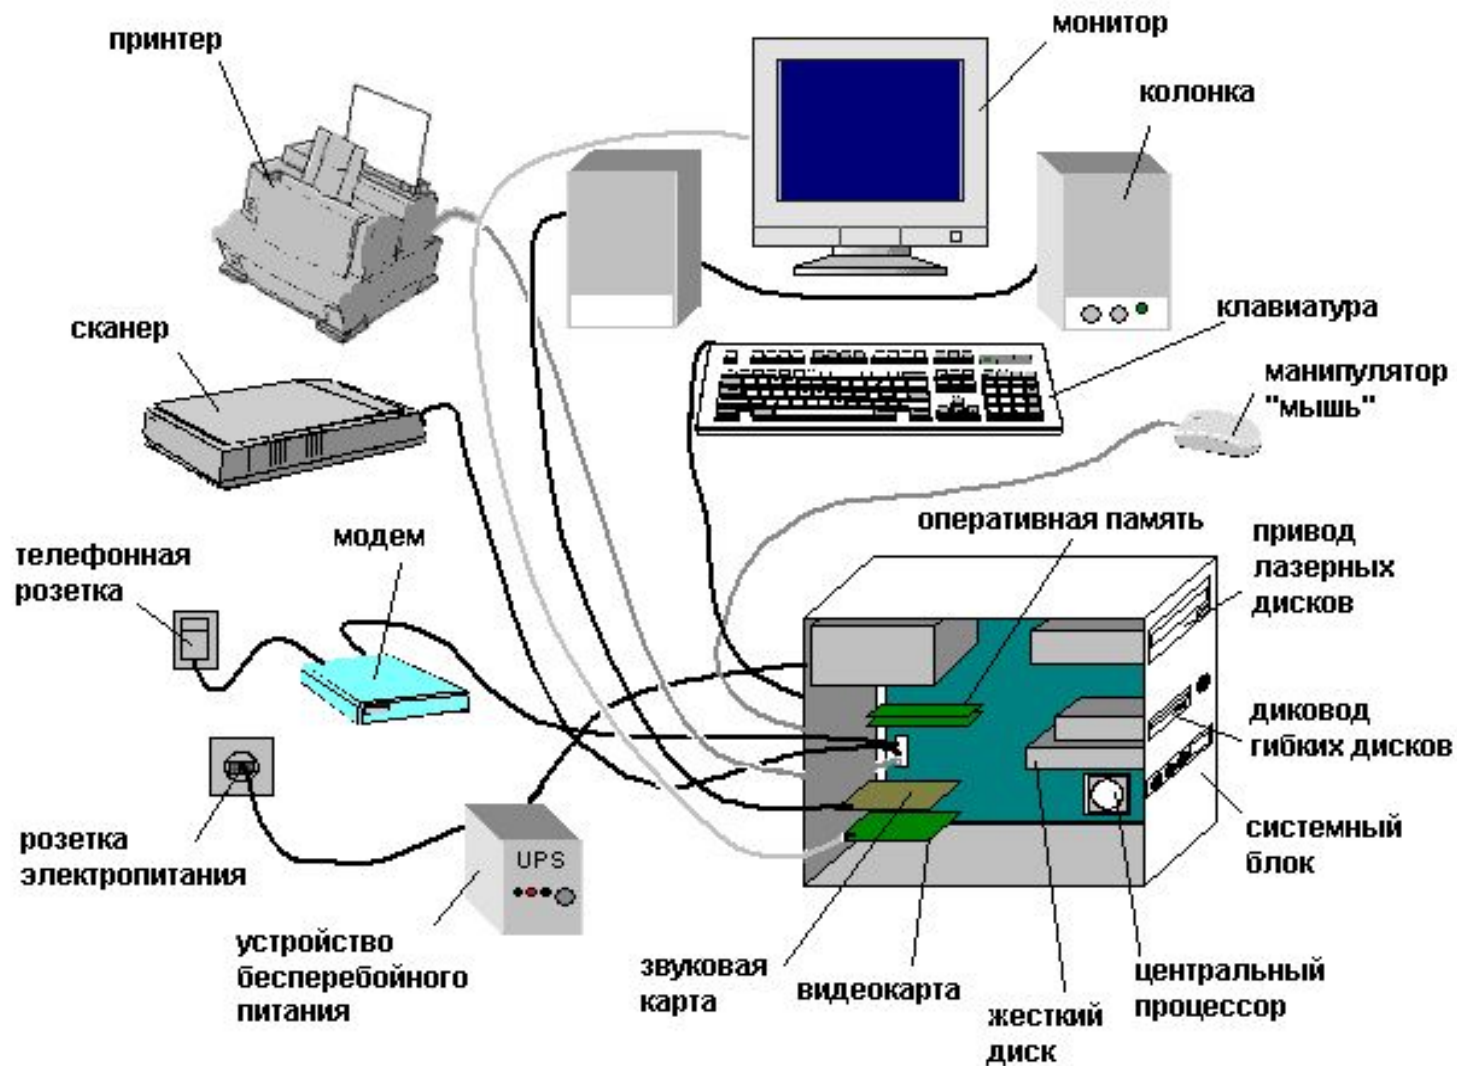 принтер
монитор
колонка
сканер
клавиатура
манипулятор
"мышь"
телефонная
розетка
модем
оперативная память
привод
лазерных
дисков
диковод
гибких дисков
розетка
электропитания
UPS
системный
блок
устройство
бесперебойного
питания
звуковая
карта
видеокарта
жесткий
диск
центральный
процессор